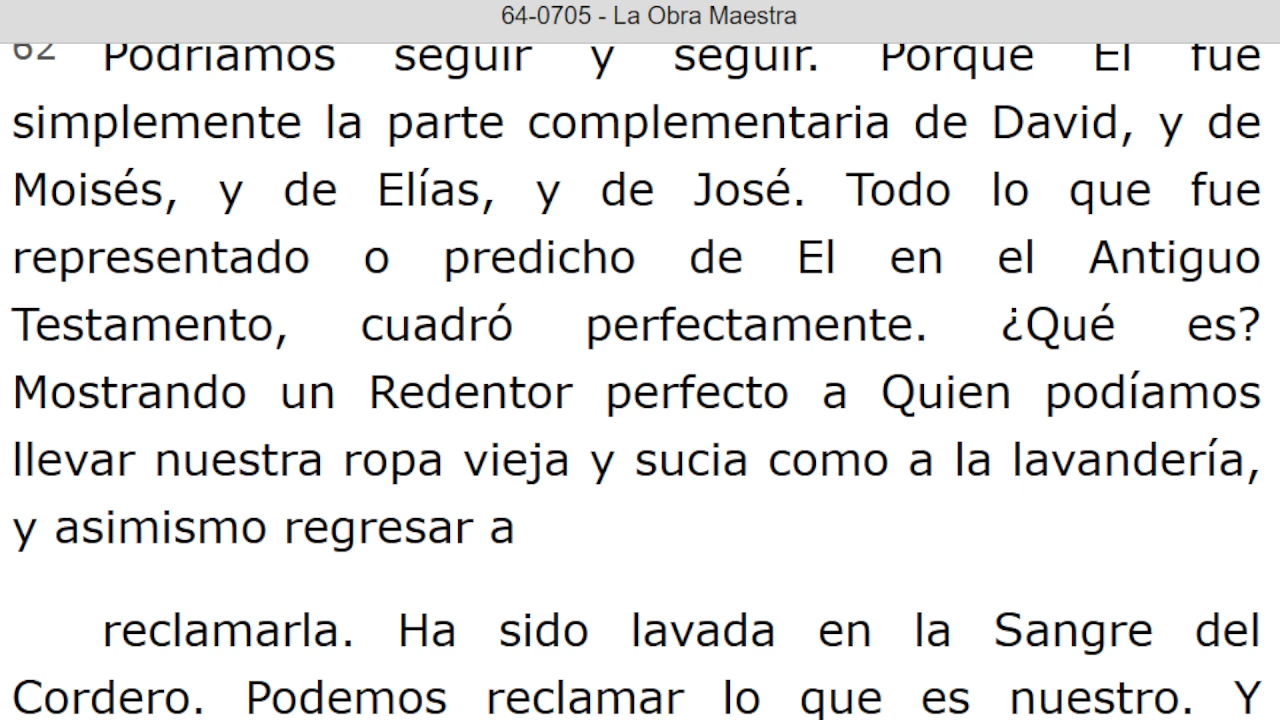 64-0705 - La Obra Maestra
62 Podríamos seguir y seguir. Porque El fue
simplemente la parte complementaria de David, y de
Moisés, y de Elías, y de José. Todo lo que fue
representado o predicho de El en el Antiguo
Testamento, cuadró perfectamente. ¿Qué es?
Mostrando un Redentor perfecto a Quien podíamos
llevar nuestra ropa vieja y sucia como a la lavandería,
y asimismo regresar a
reclamarla. Ha sido lavada en la Sangre del
Cordero. Podemos reclamar lo que es nuestro. Y